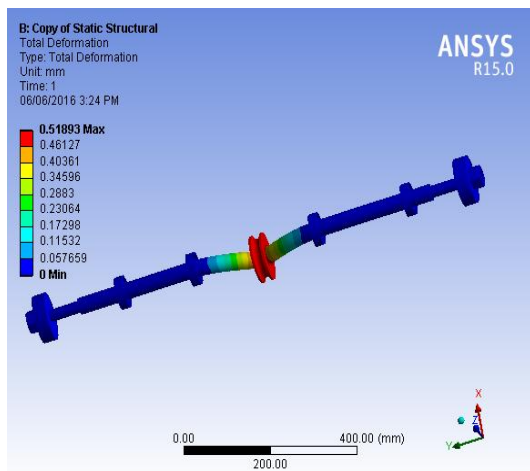 B: Copy of Static Structural
Total Deformation
Type: Total Deformation
Unit: mm
Time: 1
06/06/2016 3:24 PM
ANSYS
R15.0
0.51893 Max
0.46127
0.40361
0.34596
0.2883
0.23064
0.17298
0.11532
0.057659
0 Min
0.00
400.00 (mm)
200.00
X
Z
Y